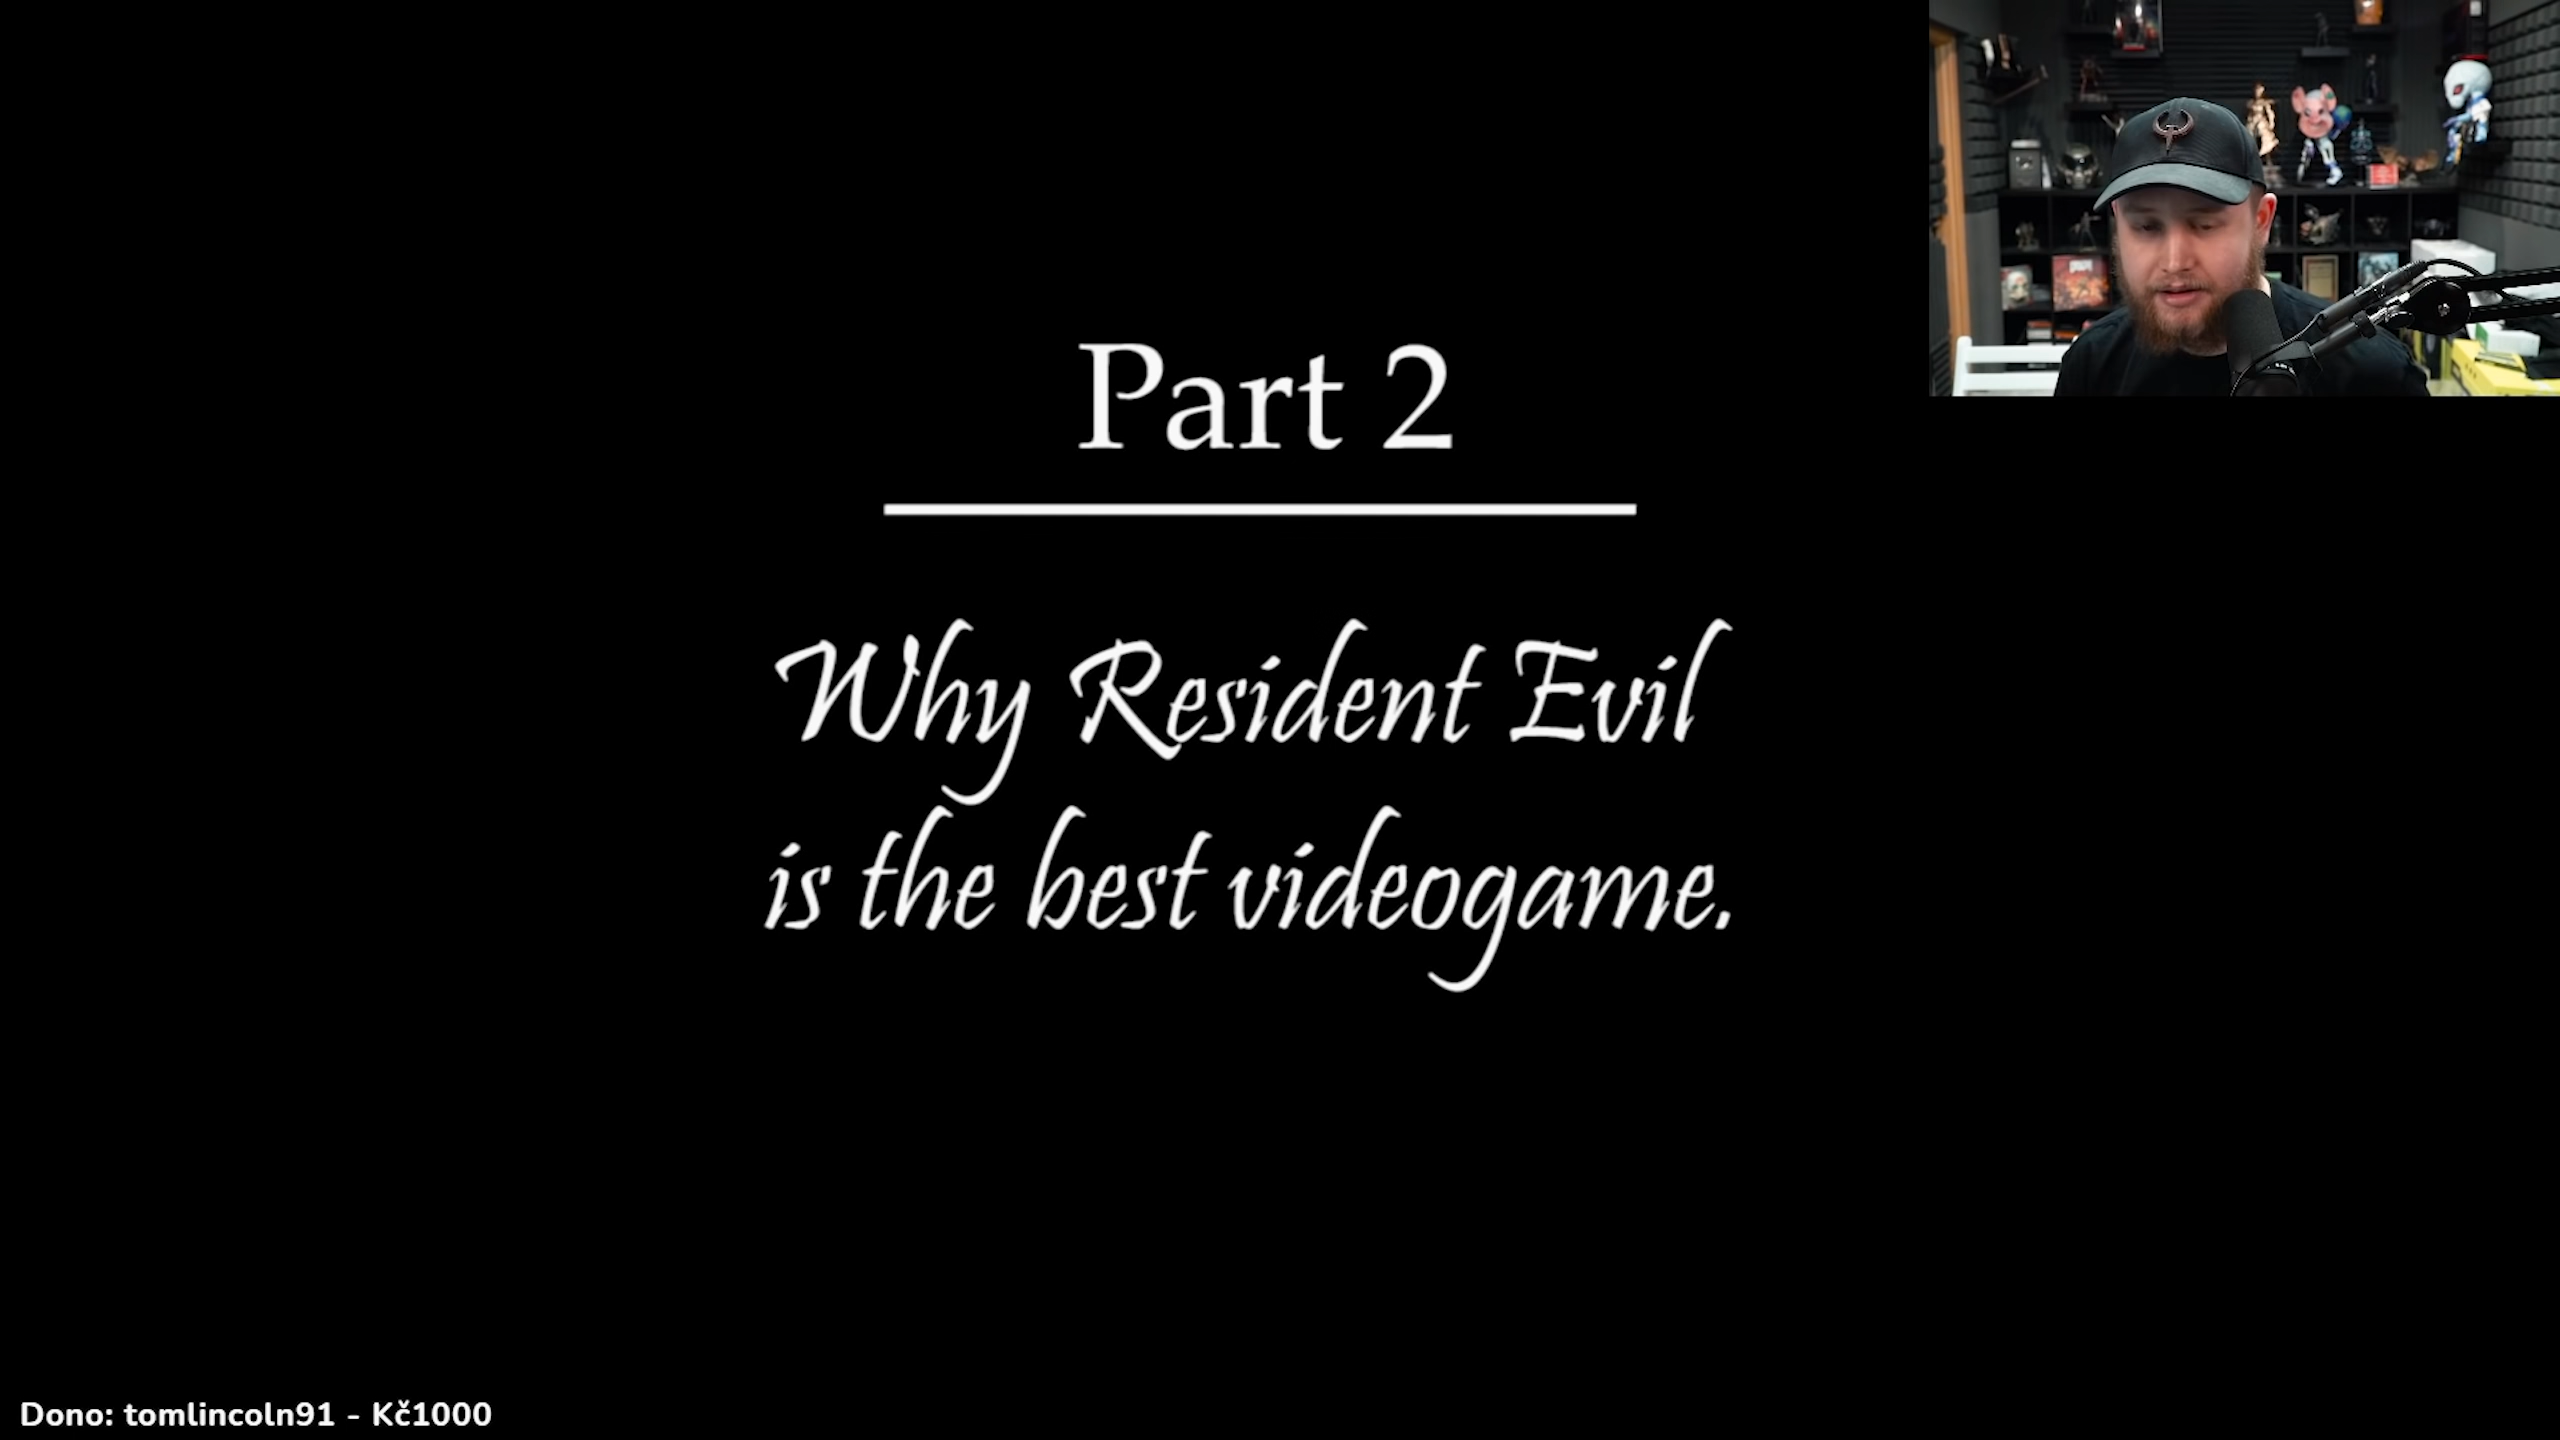 Part 2
Why Resident Evil
is the best videogame.
Dono: tomlincoln91 - Kč1000